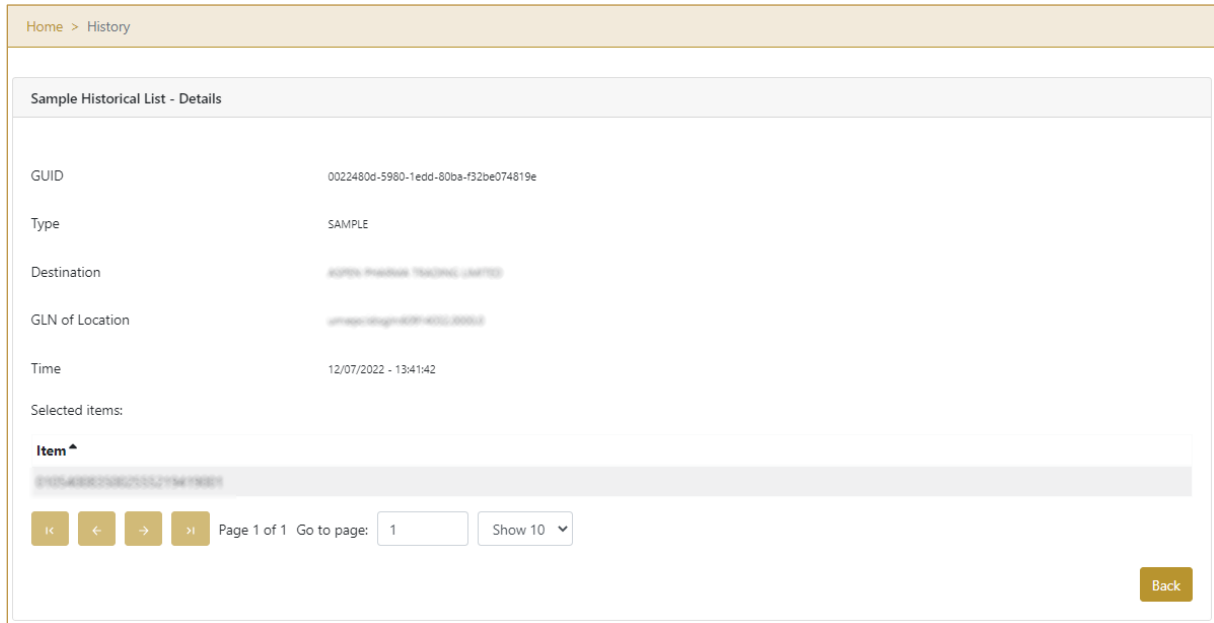 Home > History
Sample Historical List - Details
GUID 0022480d-5980-1edd-80ba-f32be074819e
Type SAMPLE
Destination
GLN of Location
Time 12/07/2022 - 13:41:42
Selected items:
Item
Page 1 of 1 Go to page: 1 Show 10
Back